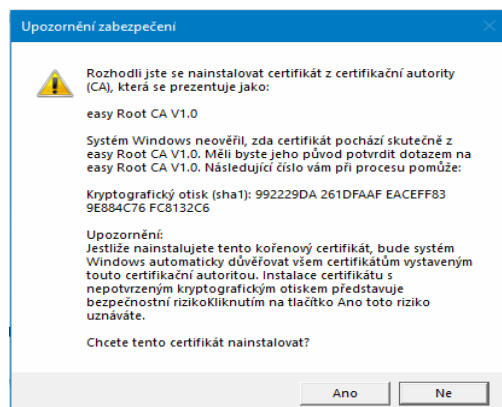 Upozornění zabezpečení
Rozhodli jste se nainstalovat certifikát z certifikační autority
(CA), která se prezentuje jako:
easy Root CA V1.0
Systém Windows neověřil, zda certifikát pochází skutečně z
easy Root CA V1.0. Měli byste jeho původ potvrdit dotazem na
easy Root CA V1.0. Následující číslo vám při procesu pomůže:
Kryptografický otisk (sha1): 992229DA 261DFAAF EACEFF83
9E884C76 FC8132C6
Upozornění:
Jestliže nainstalujete tento kořenový certifikát, bude systém
Windows automaticky důvěřovat všem certifikátům vystaveným
touto certifikační autoritou. Instalace certifikátu s
nepotvrzeným kryptografickým otiskem představuje
bezpečnostní rizikoKliknutím na tlačítko Ano toto riziko
uznáváte.
Chcete tento certifikát nainstalovat?
Ano
Ne